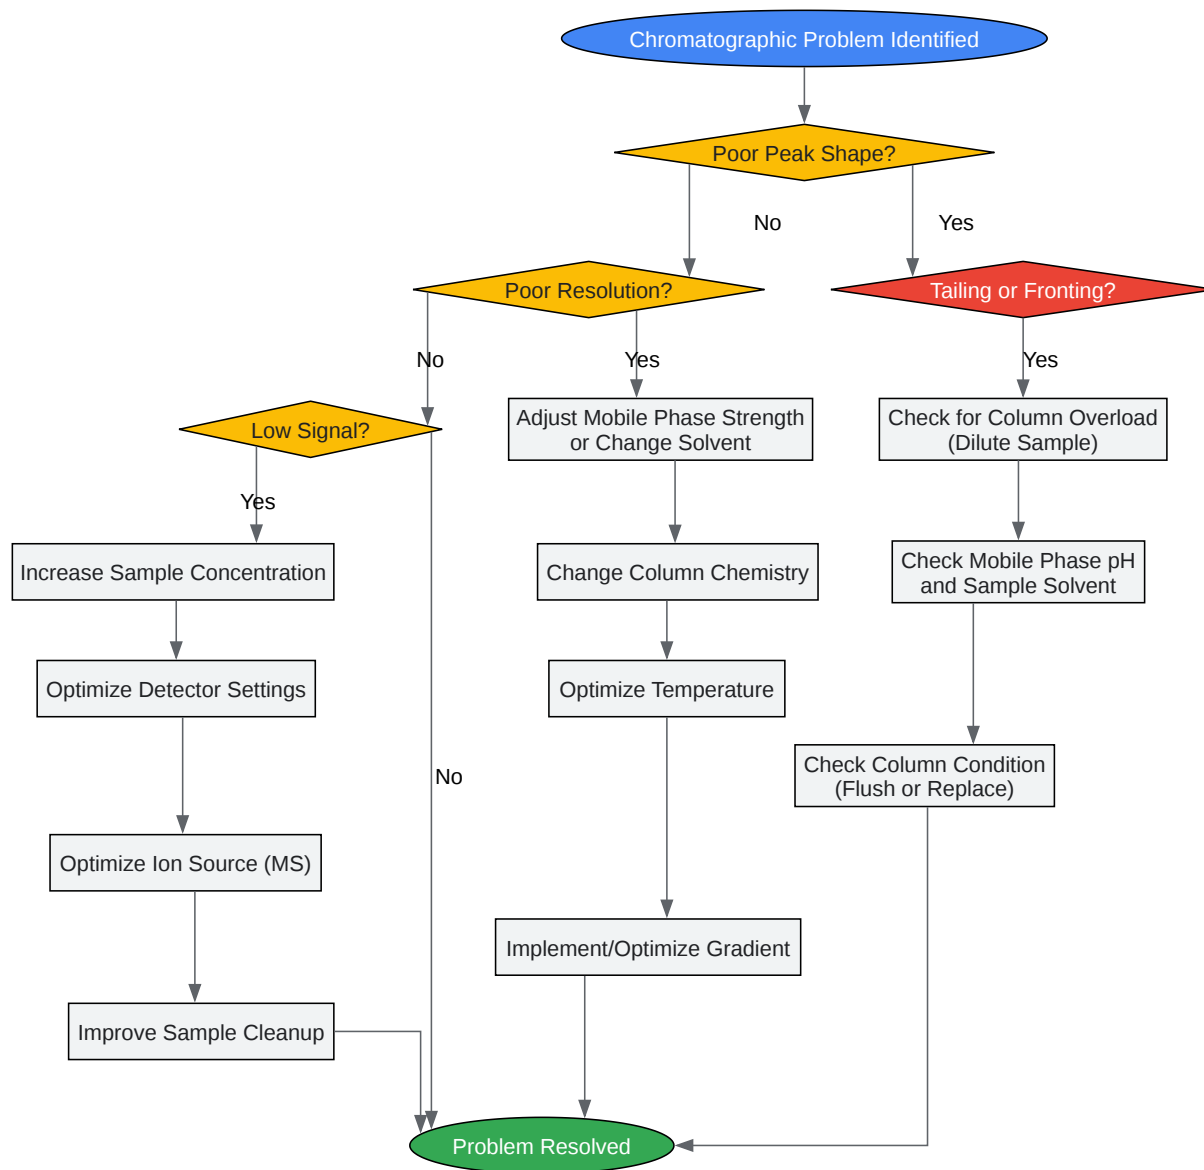 Chromatographic Problem Identified
Poor Peak Shape?
No
Yes
Poor Resolution?
Tailing or Fronting?
No
Yes
Yes
Low Signal?
Adjust Mobile Phase Strength
or Change Solvent
Check for Column Overload
(Dilute Sample)
Yes
Increase Sample Concentration
Change Column Chemistry
Check Mobile Phase pH
and Sample Solvent
Optimize Detector Settings
Optimize Temperature
No
Check Column Condition
(Flush or Replace)
Optimize Ion Source (MS)
Implement/Optimize Gradient
Improve Sample Cleanup
Problem Resolved